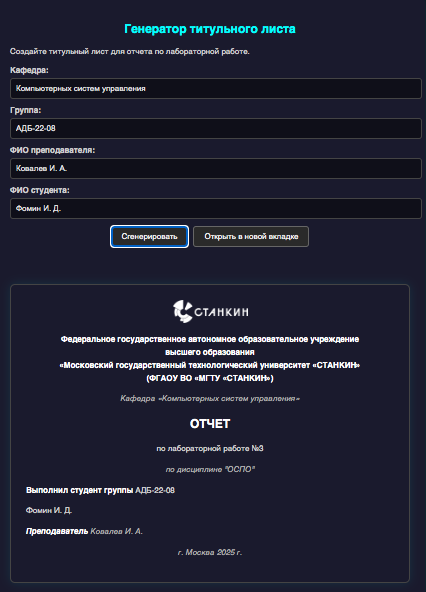 Генератор титульного листа
Создайте титульный лист для отчета по лабораторной работе.
Кафедра:
Компьютерных систем управления
Группа:
АДБ-22-08
ФИО преподавателя:
Ковалев И. А.
ФИО студента:
Фомин И. Д.
Сгенерировать Открыть в новой вкладке
СТАНКИН
Федеральное государственное автономное образовательное учреждение
высшего образования
«Московский государственный технологический университет «СТАНКИН»
(ФГАОУ ВО «МГТУ «СТАНКИН»)
Кафедра «Компьютерных систем управления»
ОТЧЕТ
по лабораторной работе №3
по дисциплине "ОСПО"
Выполнил студент группы АДБ-22-08
Фомин И. Д.
Преподаватель Ковалев И. А.
г. Москва 2025 г.